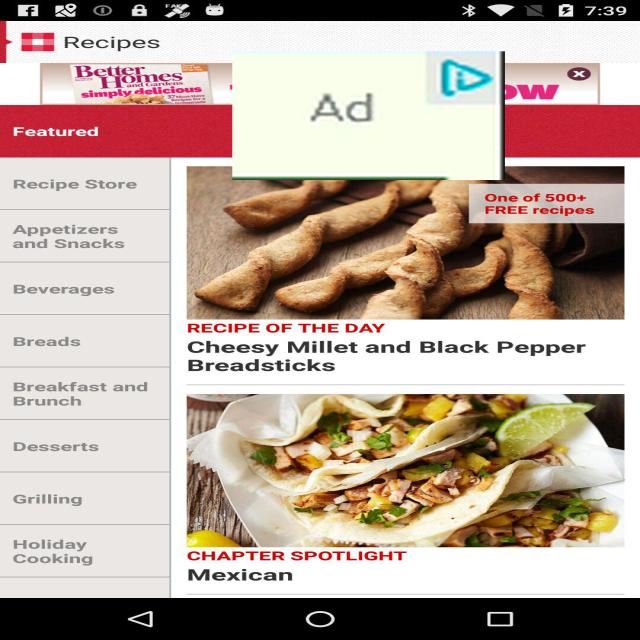 7:39
Recipes
Better
Homes
and Gardens
simply delicious
Ad
Featured
Recipe Store
One of 500+
FREE recipes
Appetizers
and Snacks
Beverages
RECIPE OF THE DAY
Cheesy Millet and Black Pepper
Breadsticks
Breads
Breakfast and
Brunch
Desserts
Grilling
Holiday
Cooking
CHAPTER SPOTLIGHT
Mexican